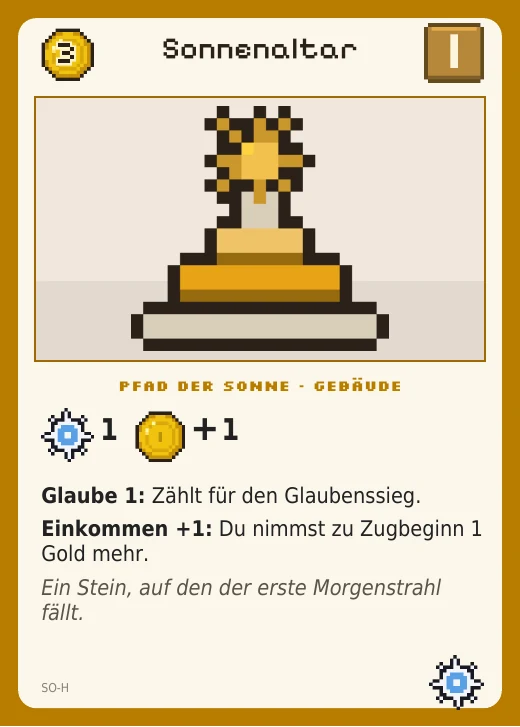 3 Sonnenaltar I
PFAD DER SONNE - GEBÄUDE
1 +1
Glaube 1: Zählt für den Glaubenssieg.
Einkommen +1: Du nimmst zu Zugbeginn 1
Gold mehr.
Ein Stein, auf den der erste Morgenstrahl
fällt.
SO-H